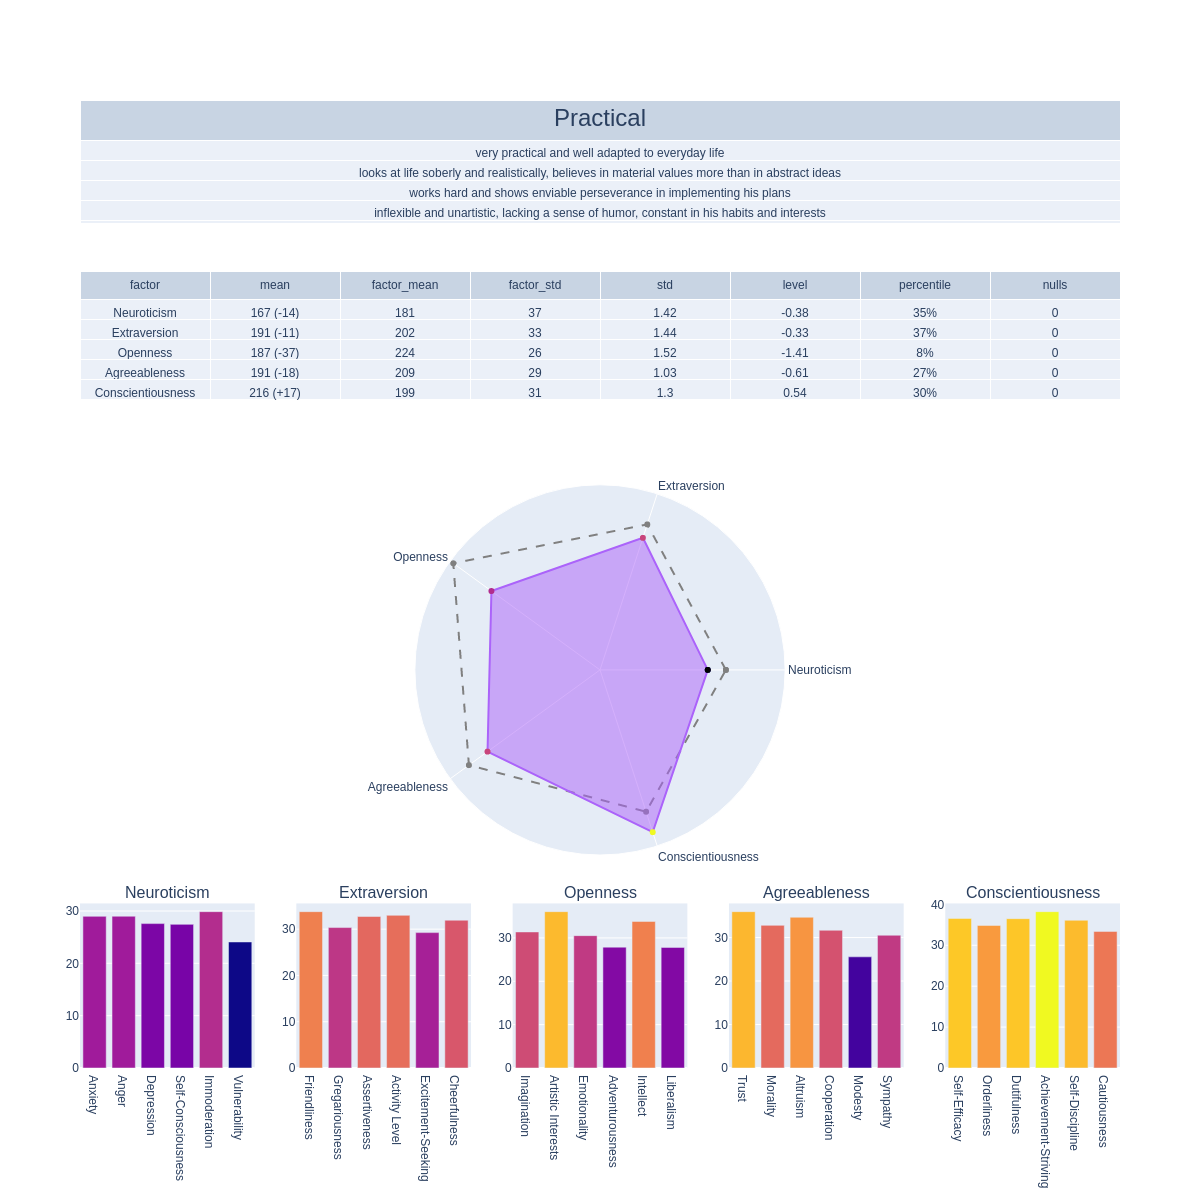 Practical
very practical and well adapted to everyday life
looks at life soberly and realistically, believes in material values more than in abstract ideas
works hard and shows enviable perseverance in implementing his plans
inflexible and unartistic, lacking a sense of humor, constant in his habits and interests
factor mean factor_mean factor_std std level percentile nulls
Neuroticism 167 (-14) 181 37 1.42 -0.38 35% 0
Extraversion 191 (-11) 202 33 1.44 -0.33 37% 0
Openness 187 (-37) 224 26 1.52 -1.41 8% 0
Agreeableness 191 (-18) 209 29 1.03 -0.61 27% 0
Conscientiousness 216 (+17) 199 31 1.3 0.54 30% 0
Extraversion
Openness
Neuroticism
Agreeableness
Conscientiousness
Neuroticism
30
20
10
0
Anxiety
Anger
Depression
Self-Consciousness
Immoderation
Vulnerability
Extraversion
30
20
10
0
Friendliness
Gregariousness
Assertiveness
Activity Level
Excitement-Seeking
Cheerfulness
Openness
30
20
10
0
Imagination
Artistic Interests
Emotionality
Adventurousness
Intellect
Liberalism
Agreeableness
30
20
10
0
Trust
Morality
Altruism
Cooperation
Modesty
Sympathy
Conscientiousness
40
30
20
10
0
Self-Efficacy
Orderliness
Dutifulness
Achievement-Striving
Self-Discipline
Cautiousness